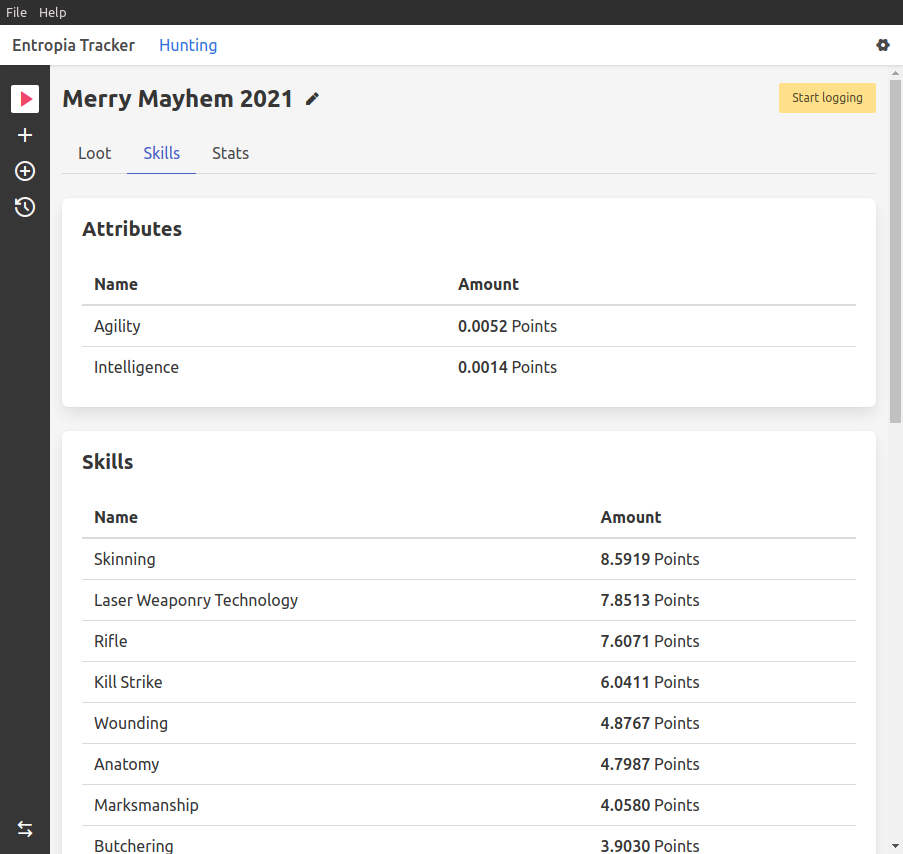 File Help
Entropia Tracker Hunting
Merry Mayhem 2021
Start logging
Loot Skills Stats
Attributes
Name Amount
Agility 0.0052 Points
Intelligence 0.0014 Points
Skills
Name Amount
Skinning 8.5919 Points
Laser Weaponry Technology 7.8513 Points
Rifle 7.6071 Points
Kill Strike 6.0411 Points
Wounding 4.8767 Points
Anatomy 4.7987 Points
Marksmanship 4.0580 Points
Butchering 3.9030 Points